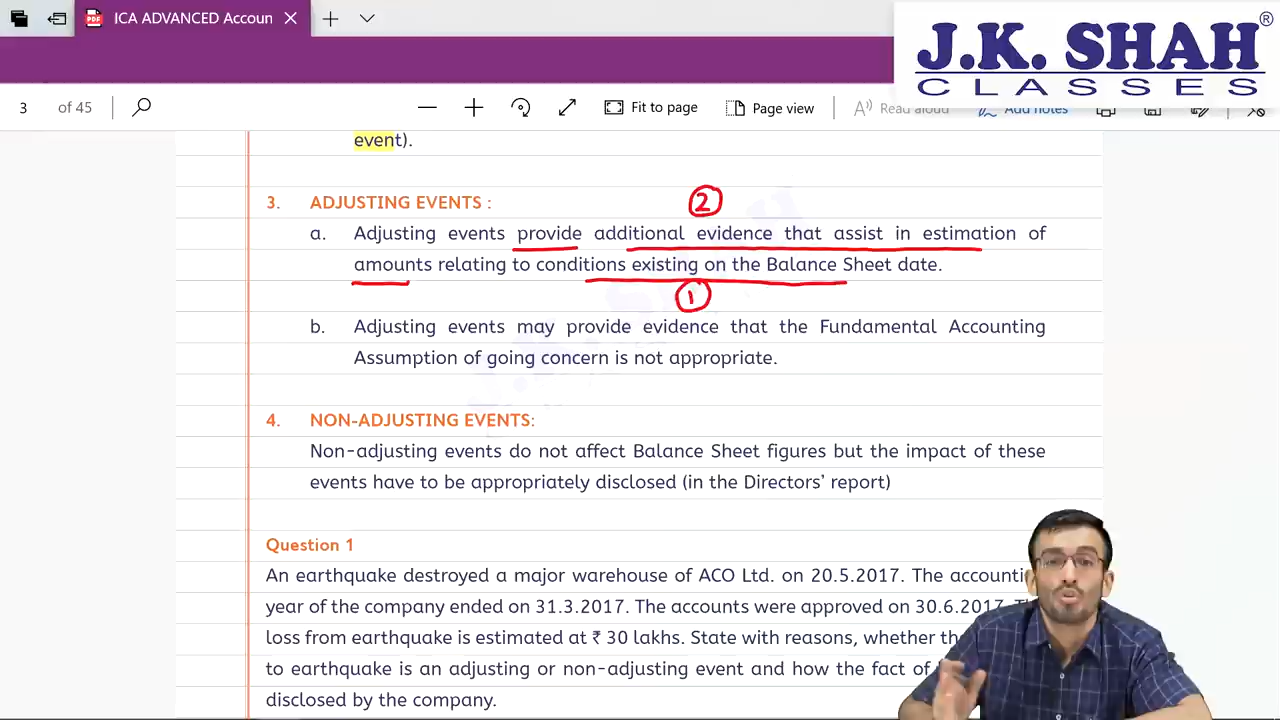 ICA ADVANCED Accoun
J.K. SHAH®
CLASSES
3 of 45
Fit to page
Page view
Read aloud
Add notes
event).
3. ADJUSTING EVENTS :
2
a. Adjusting events provide additional evidence that assist in estimation of
amounts relating to conditions existing on the Balance Sheet date.
1
b. Adjusting events may provide evidence that the Fundamental Accounting
Assumption of going concern is not appropriate.
4. NON-ADJUSTING EVENTS:
Non-adjusting events do not affect Balance Sheet figures but the impact of these
events have to be appropriately disclosed (in the Directors' report)
Question 1
An earthquake destroyed a major warehouse of ACO Ltd. on 20.5.2017. The
year of the company ended on 31.3.2017. The accounts were approved on 30.6.2017.
loss from earthquake is estimated at ₹ 30 lakhs. State with reasons, whether
to earthquake is an adjusting or non-adjusting event and how the fact of
disclosed by the company.